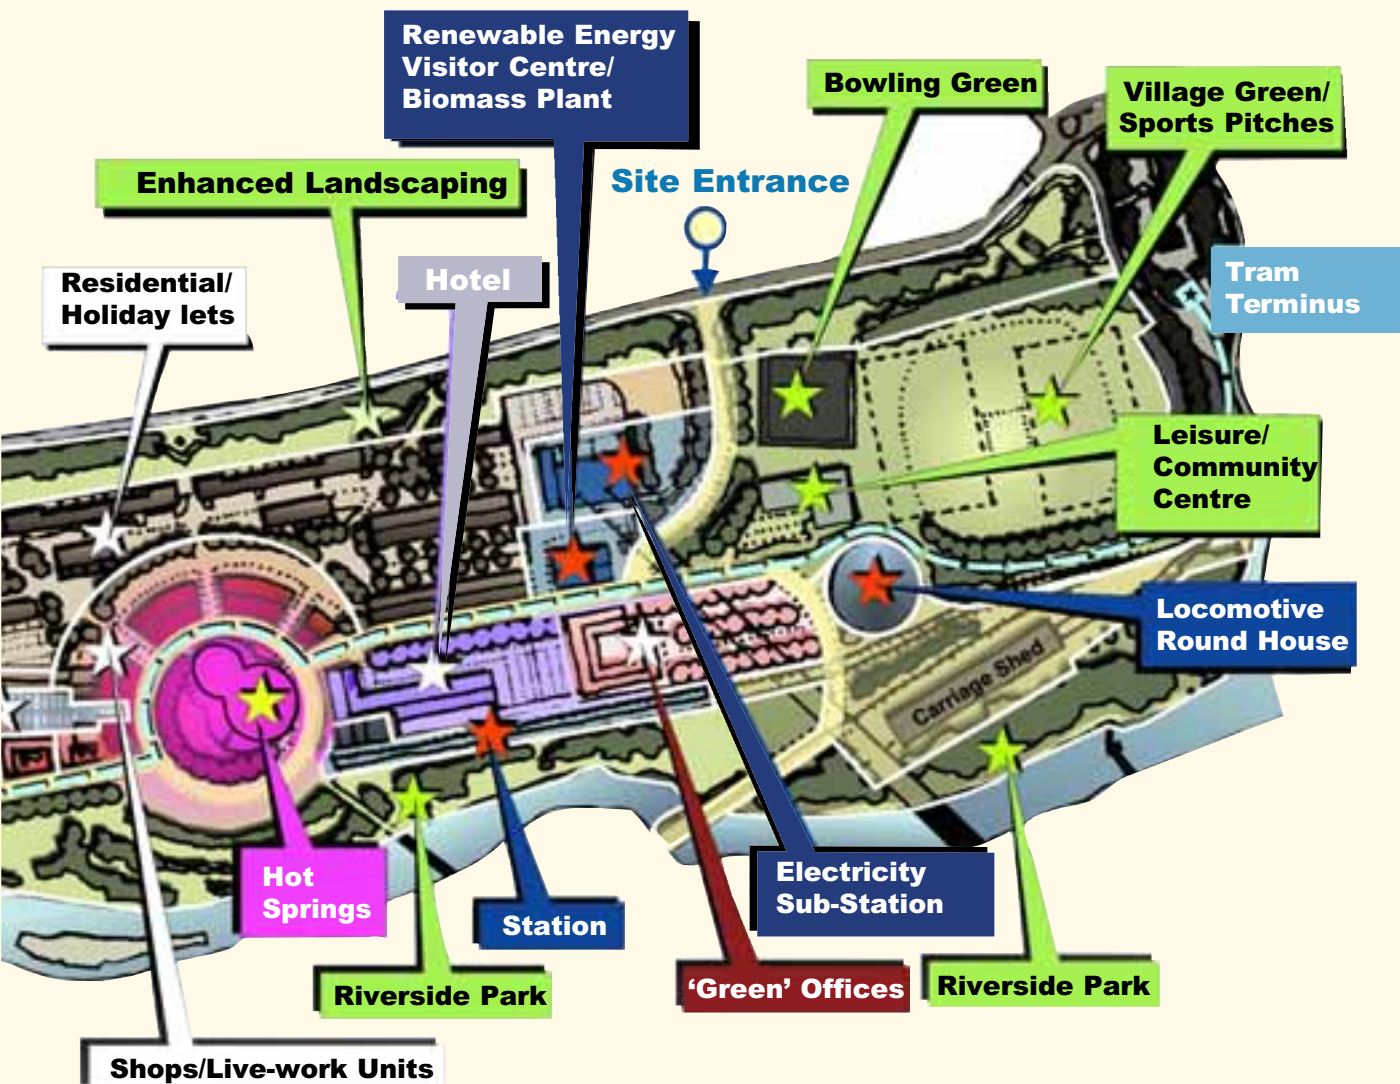 Renewable Energy
Visitor Centre/
Biomass Plant
Bowling Green
Village Green/
Sports Pitches
Enhanced Landscaping
Site Entrance
Residential/
Holiday lets
Hotel
Tram
Terminus
Leisure/
Community
Centre
Locomotive
Round House
Carriage Shed
Hot
Springs
Station
Electricity
Sub-Station
Riverside Park
‘Green’ Offices
Riverside Park
Shops/Live-work Units